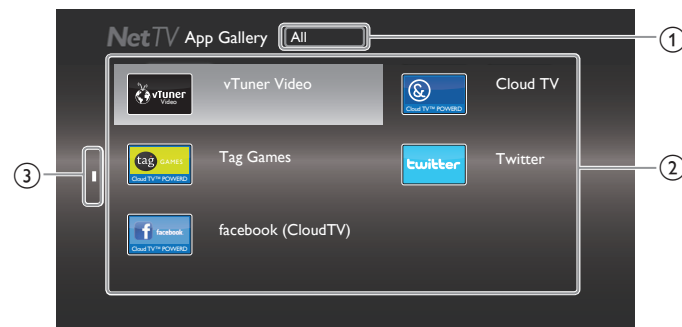 NetTV App Gallery All
1
vTuner Video
vTuner
Video
&
Cloud TV™ POWERD
Cloud TV
2
tag GAMES
Cloud TV™ POWERD
Tag Games
twitter
Twitter
3
f facebook
Cloud TV™ POWERD
facebook (CloudTV)